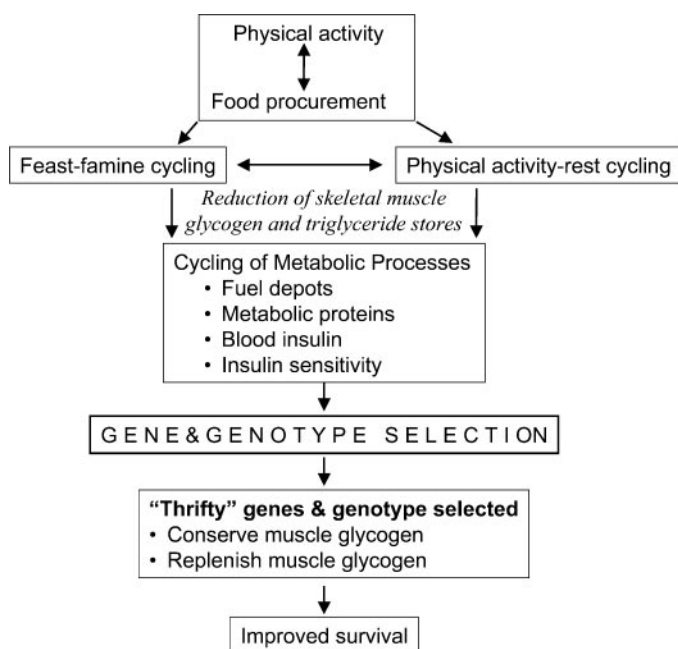 Physical activity
Food procurement
Feast-famine cycling
Physical activity-rest cycling
Reduction of skeletal muscle
glycogen and triglyceride stores
Cycling of Metabolic Processes
• Fuel depots
• Metabolic proteins
• Blood insulin
• Insulin sensitivity
GENE&GENOTYPE SELECTION
“Thrifty” genes & genotype selected
• Conserve muscle glycogen
• Replenish muscle glycogen
Improved survival